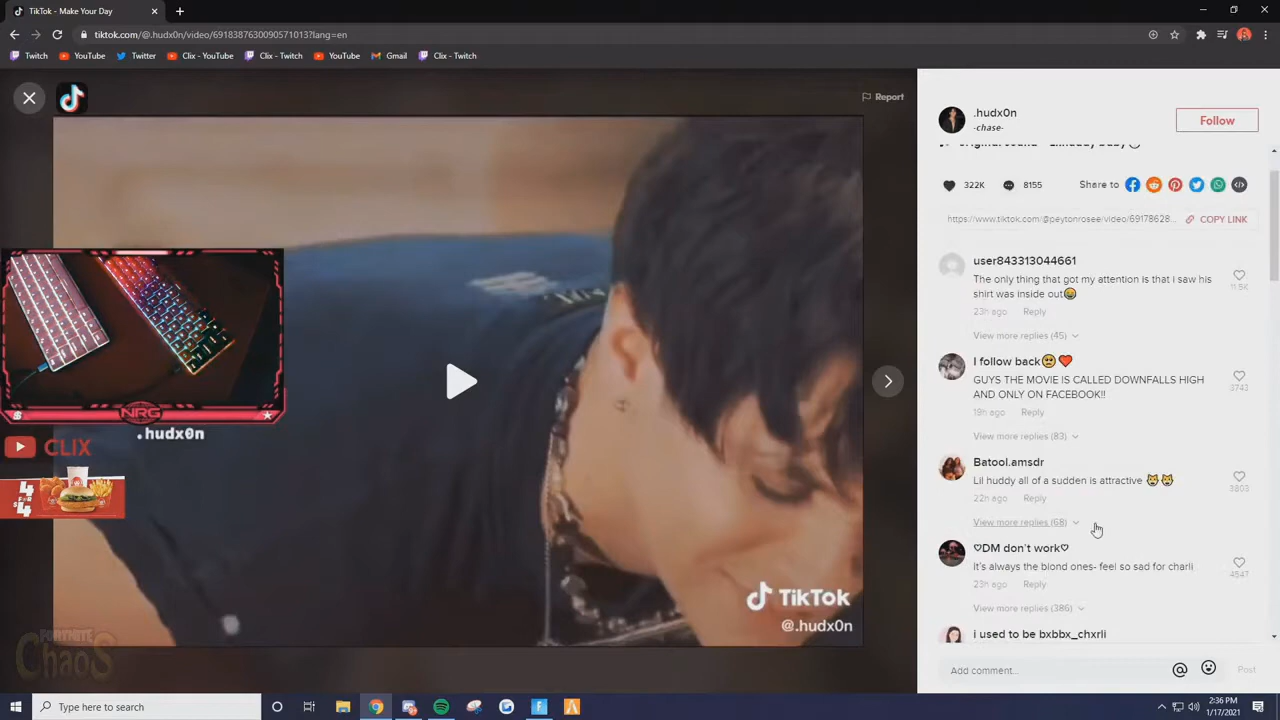 TikTok - Make Your Day
tiktok.com/@.hudx0n/video/6918387630090571013?lang=en
Twitch
YouTube
Twitter
Clix - YouTube
Clix - Twitch
YouTube
Gmail
Clix - Twitch
Report
NRG
.hudx0n
CLIX
4 FOR $4
TikTok
@.hudx0n
FORTNITE
CHAOS
.hudx0n
-chase-
Follow
322K
8155
Share to
https://www.tiktok.com/@peytonrosee/video/69178628...
COPY LINK
user843313044661
The only thing that got my attention is that i saw his
shirt was inside out😂
11.5K
23h ago Reply
View more replies (45)
I follow back🥺❤️
GUYS THE MOVIE IS CALLED DOWNFALLS HIGH
AND ONLY ON FACEBOOK!!
3743
19h ago Reply
View more replies (83)
Batool.amsdr
Lil huddy all of a sudden is attractive 😼😼
3803
22h ago Reply
View more replies (68)
♡DM don't work♡
It's always the blond ones- feel so sad for charli
4547
23h ago Reply
View more replies (386)
i used to be bxbbx_chxrli
Add comment...
Post
Type here to search
2:36 PM
1/17/2021